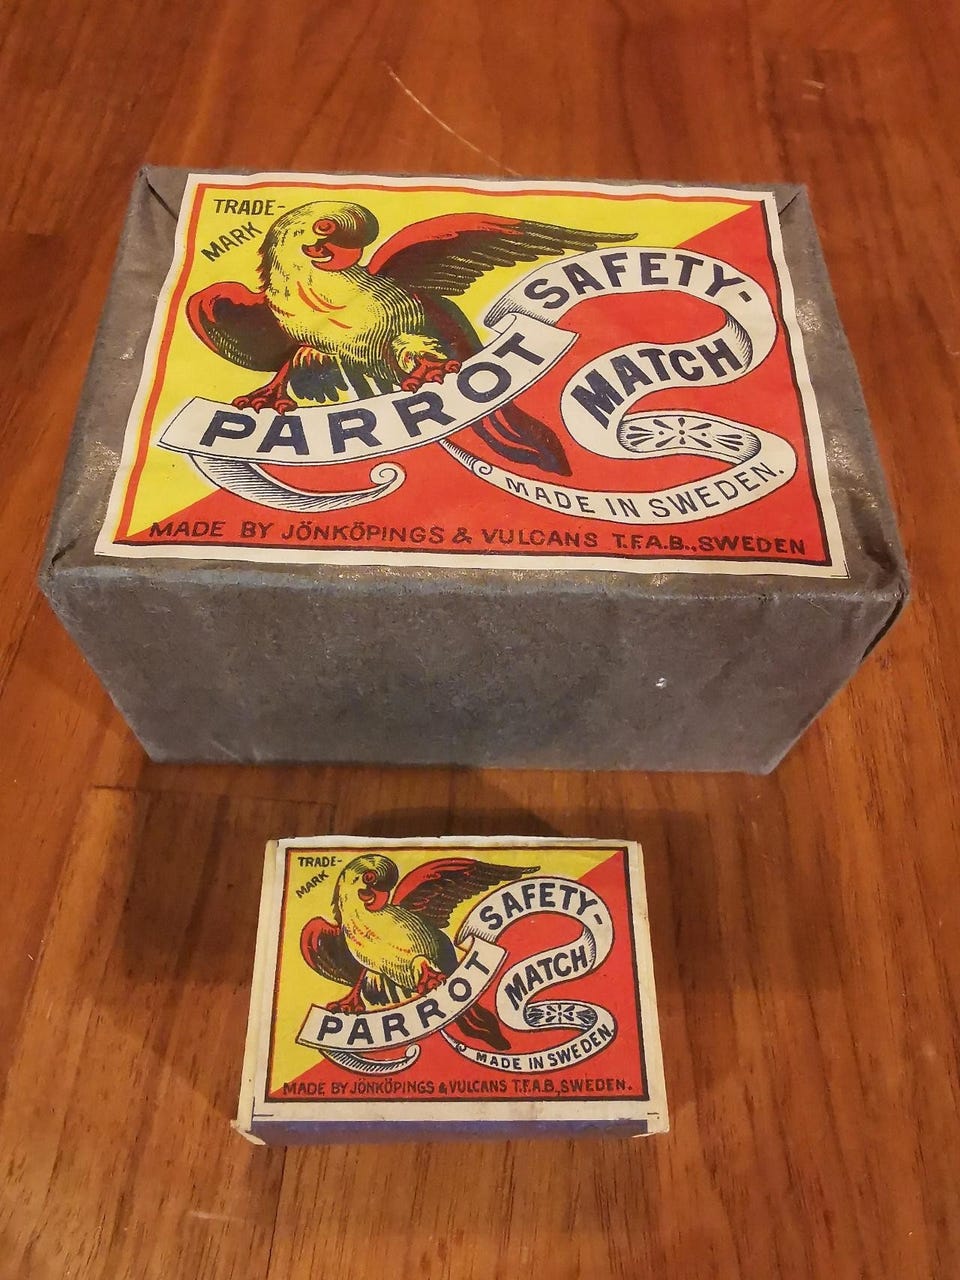 TRADE-
MARK
PARROT
SAFETY-
MATCH
MADE IN SWEDEN.
MADE BY JÖNKÖPINGS & VULCANS T.F.A.B., SWEDEN
TRADE-
MARK
PARROT
SAFETY-
MATCH
MADE IN SWEDEN.
MADE BY JÖNKÖPINGS & VULCANS T.F.A.B., SWEDEN.